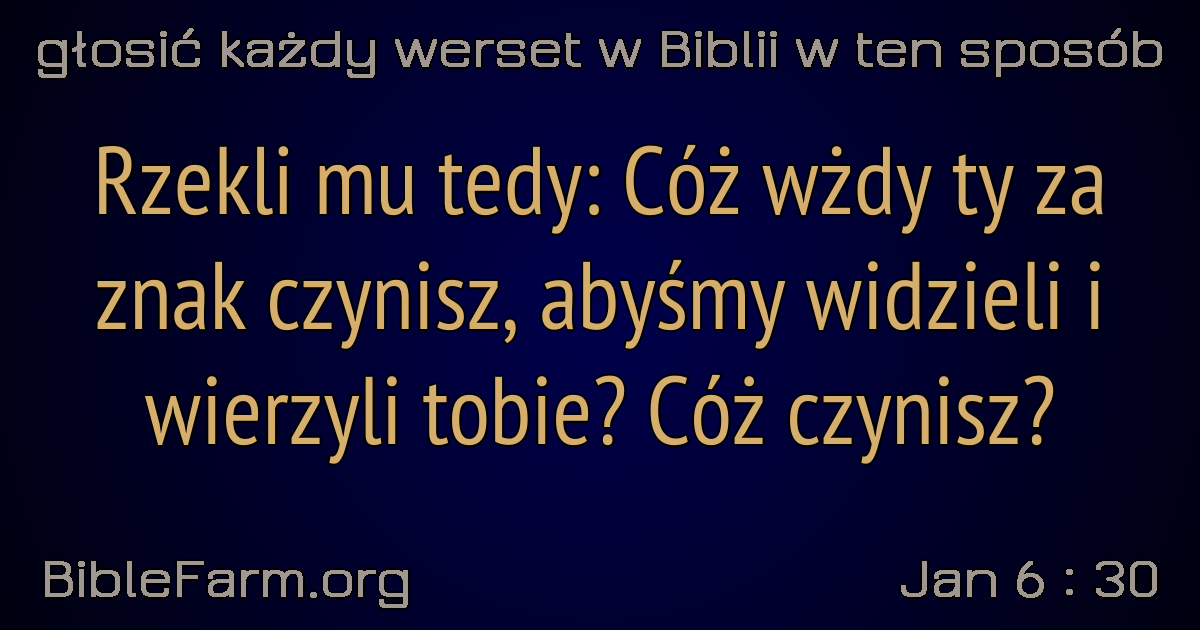 głosić każdy werset w Biblii w ten sposób
Rzekli mu tedy: Cóż wżdy ty za
znak czynisz, abyśmy widzieli i
wierzyli tobie? Cóż czynisz?
BibleFarm.org
Jan 6 : 30